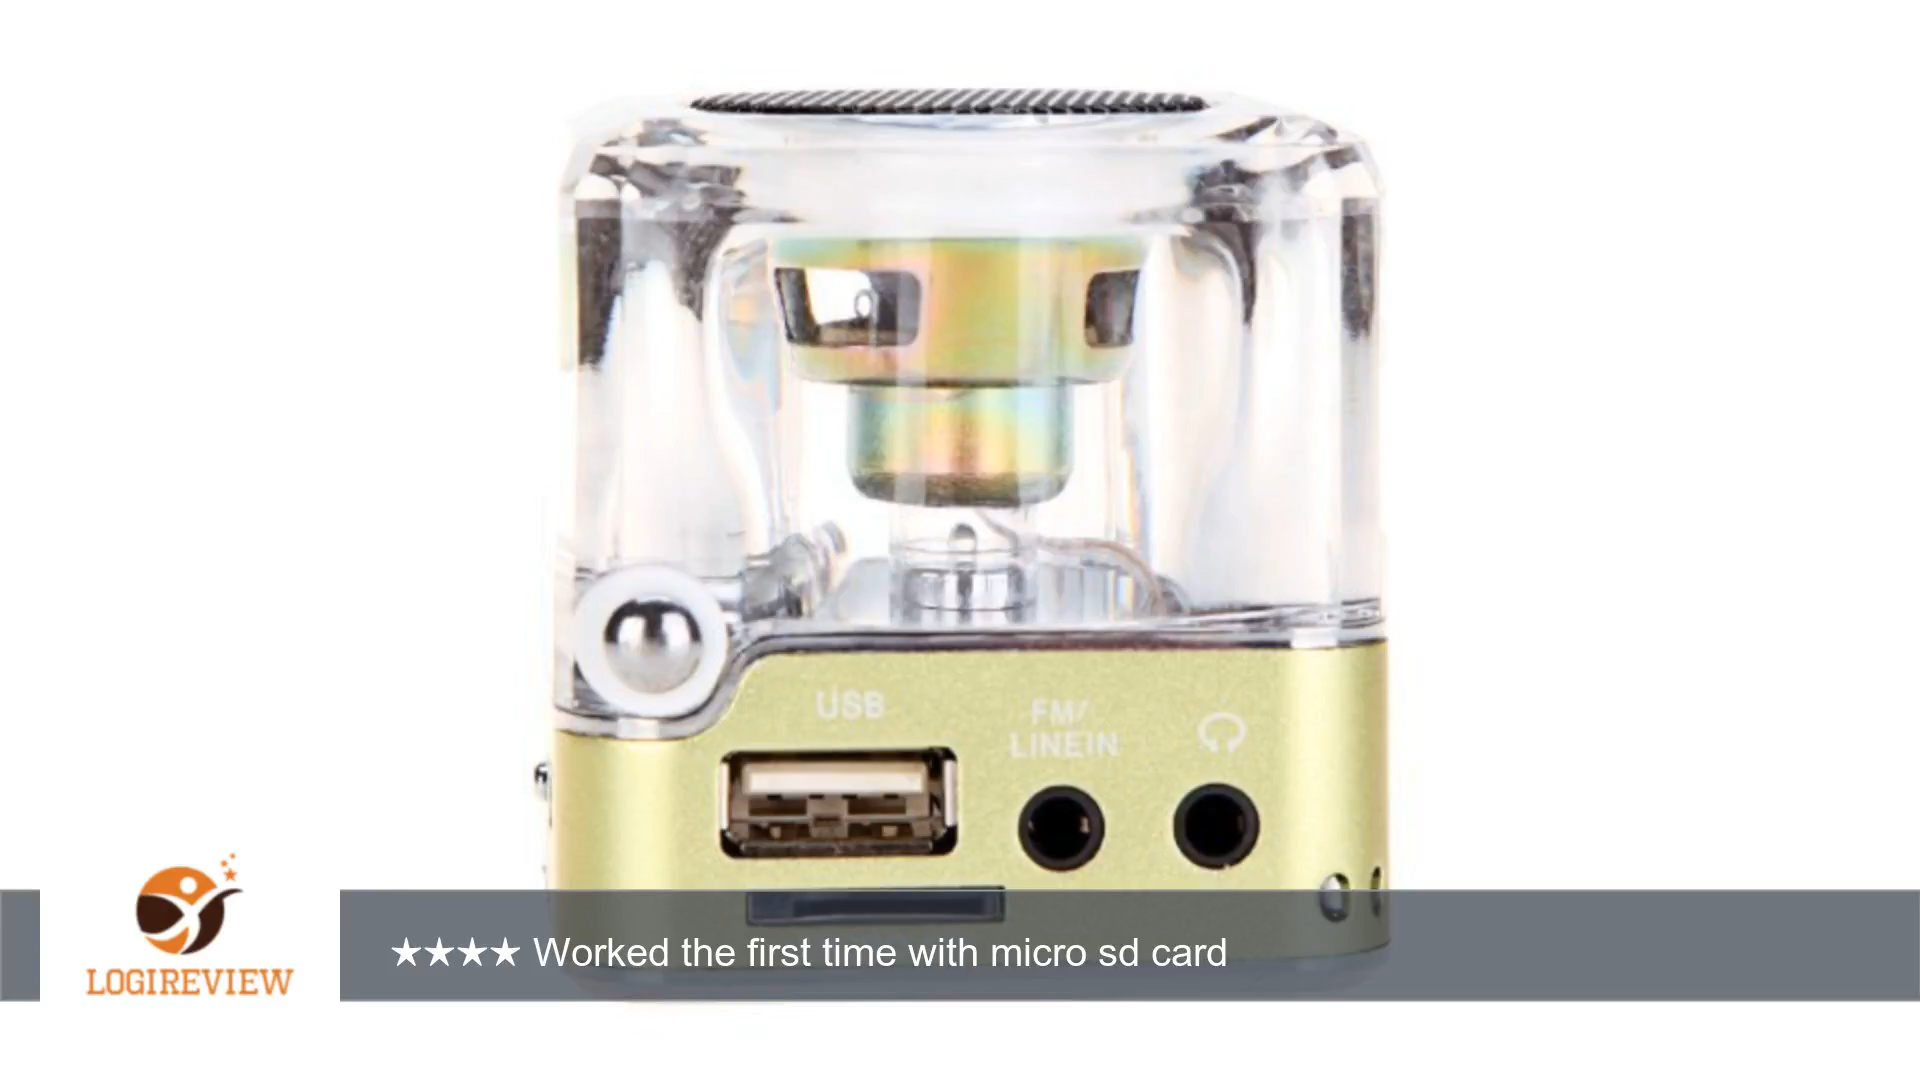 USB
FM/
LINEIN
LOGIREVIEW
★★★★ Worked the first time with micro sd card